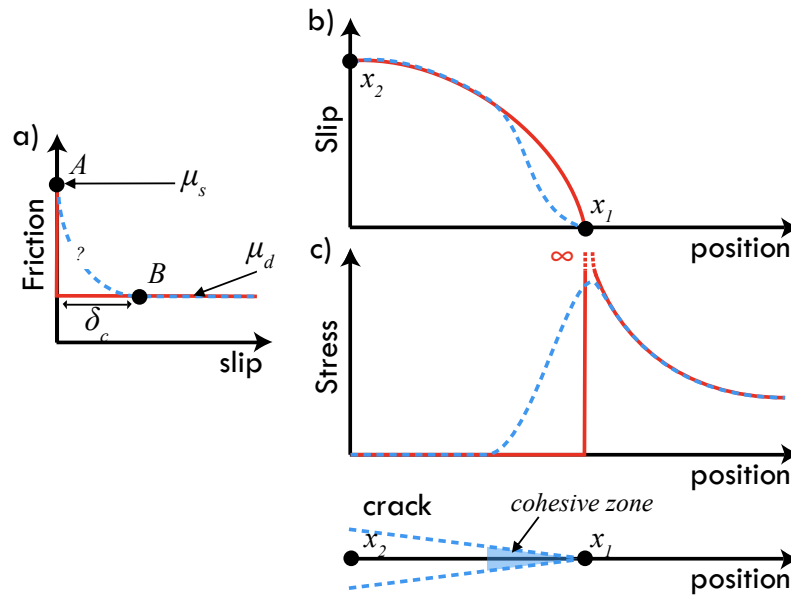 a)
Friction
A
μs
?
B
μd
δc
slip
b)
Slip
x2
x1
position
c)
Stress
∞
position
crack
cohesive zone
x2
x1
position